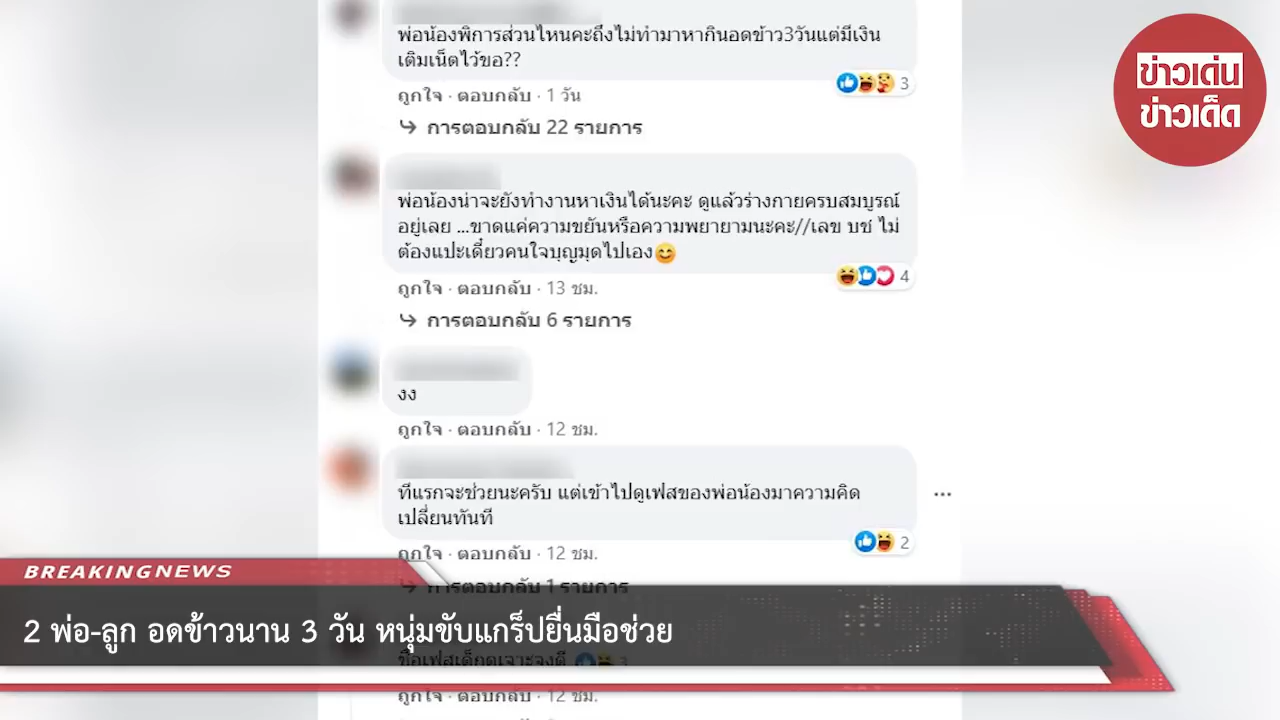 พ่อน้องพิการส่วนไหนคะถึงไม่ทำมาหากินอดข้าว3วันแต่มีเงิน
เติมเน็ตไว้ขอ??
3
ถูกใจ · ตอบกลับ · 1 วัน
การตอบกลับ 22 รายการ
ข่าวเด่น
ข่าวเด็ด
พ่อน้องน่าจะยังทำงานหาเงินได้นะคะ ดูแล้วร่างกายครบสมบูรณ์
อยู่เลย ...ขาดแค่ความขยันหรือความพยายามนะคะ//เลข บช ไม่
ต้องแปะเดี๋ยวคนใจบุญมุดไปเอง😊
4
ถูกใจ · ตอบกลับ · 13 ชม.
การตอบกลับ 6 รายการ
งง
ถูกใจ · ตอบกลับ · 12 ชม.
ทีแรกจะช่วยนะครับ แต่เข้าไปดูเฟสของพ่อน้องมาความคิด
เปลี่ยนทันที
2
ถูกใจ · ตอบกลับ · 12 ชม.
การตอบกลับ 1 รายการ
BREAKING NEWS
2 พ่อ-ลูก อดข้าวนาน 3 วัน หนุ่มขับแกร็ปยื่นมือช่วย
ถูกใจ · ตอบกลับ · 12 ชม.